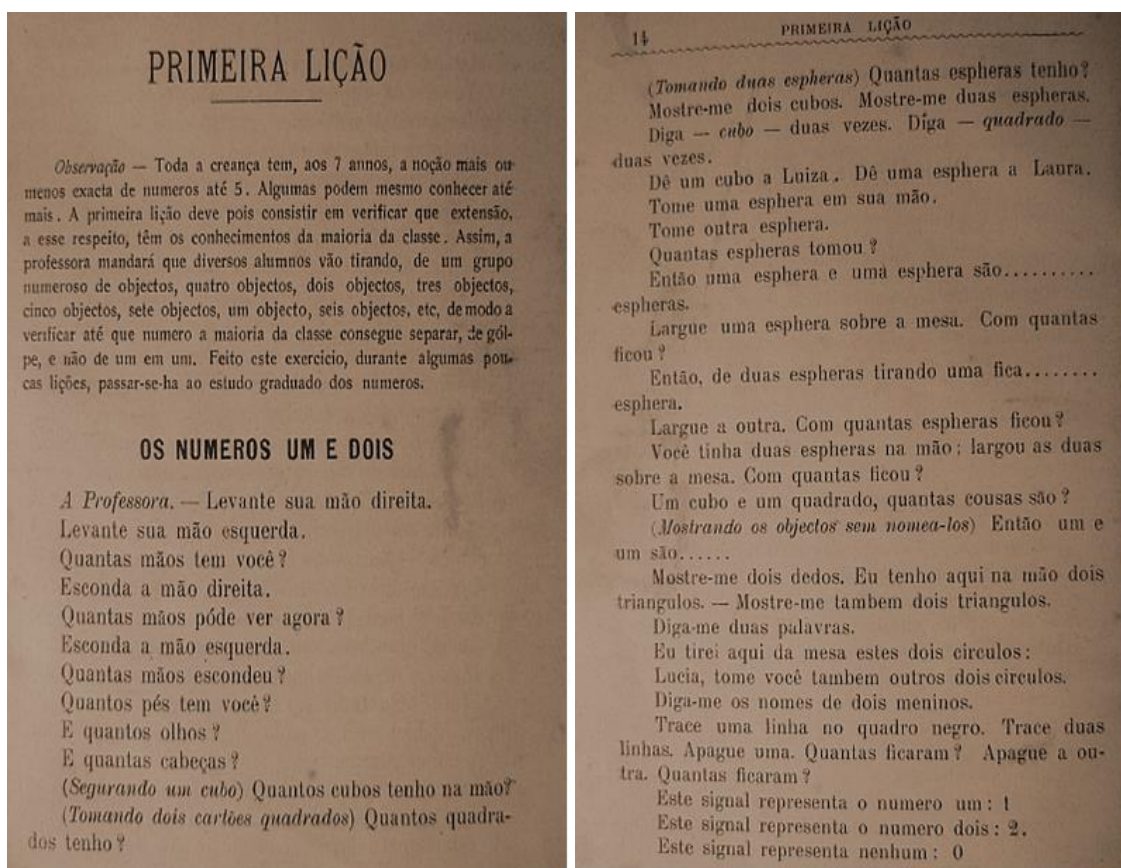 PRIMEIRA LIÇÃO
Observação — Toda a creança tem, aos 7 annos, a noção mais ou
menos exacta de numeros até 5. Algumas podem mesmo conhecer até
mais. A primeira lição deve pois consistir em verificar que extensão,
a esse respeito, têm os conhecimentos da maioria da classe. Assim, a
professora mandará que diversos alumnos vão tirando, de um grupo
numeroso de objectos, quatro objectos, dois objectos, tres objectos,
cinco objectos, sete objectos, um objecto, seis objectos, etc, de modo a
verificar até que numero a maioria da classe consegue separar, de gól-
pe, e não de um em um. Feito este exercicio, durante algumas pou-
cas lições, passar-se-ha ao estudo graduado dos numeros.
OS NUMEROS UM E DOIS
A Professora. — Levante sua mão direita.
Levante sua mão esquerda.
Quantas mãos tem você?
Esconda a mão direita.
Quantas mãos póde ver agora?
Esconda a mão esquerda.
Quantas mãos escondeu?
Quantos pés tem você?
E quantos olhos?
E quantas cabeças?
(Segurando um cubo) Quantos cubos tenho na mão?
(Tomando dois cartões quadrados) Quantos quadra-
dos tenho?
14 PRIMEIRA LIÇÃO
(Tomando duas espheras) Quantas espheras tenho?
Mostre-me dois cubos. Mostre-me duas espheras.
Diga — cubo — duas vezes. Diga — quadrado —
duas vezes.
Dê um cubo a Luiza. Dê uma esphera a Laura.
Tome uma esphera em sua mão.
Tome outra esphera.
Quantas espheras tomou?
Então uma esphera e uma esphera são..........
espheras.
Largue uma esphera sobre a mesa. Com quantas
ficou?
Então, de duas espheras tirando uma fica........
esphera.
Largue a outra. Com quantas espheras ficou?
Você tinha duas espheras na mão; largou as duas
sobre a mesa. Com quantas ficou?
Um cubo e um quadrado, quantas cousas são?
(Mostrando os objectos sem nomea-los) Então um e
um são......
Mostre-me dois dedos. Eu tenho aqui na mão dois
triangulos. — Mostre-me tambem dois triangulos.
Diga-me duas palavras.
Eu tirei aqui da mesa estes dois circulos:
Lucia, tome você tambem outros dois circulos.
Diga-me os nomes de dois meninos.
Trace uma linha no quadro negro. Trace duas
linhas. Apague uma. Quantas ficaram? Apague a ou-
tra. Quantas ficaram?
Este signal representa o numero um: 1
Este signal representa o numero dois: 2.
Este signal representa nenhum: 0